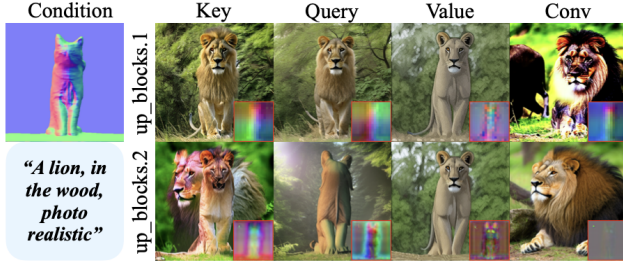 Condition Key Query Value Conv
up_blocks.1
up_blocks.2
“A lion, in
the wood,
photo
realistic”